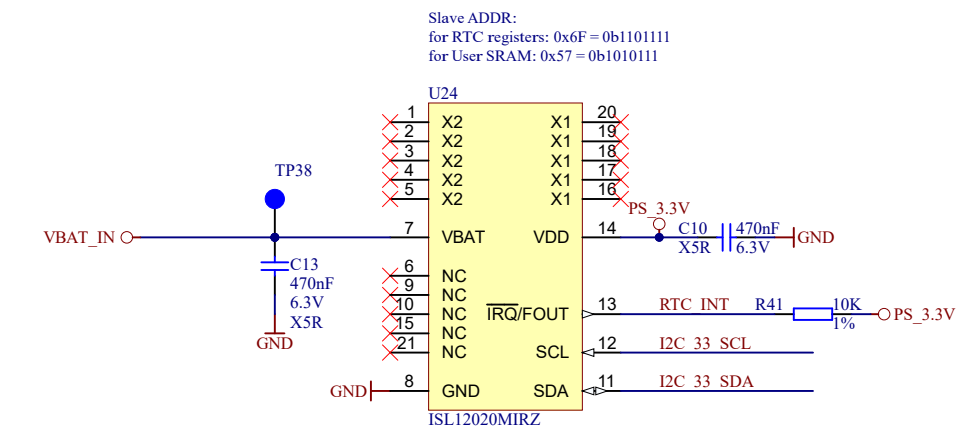 Slave ADDR:
for RTC registers: 0x6F = 0b1101111
for User SRAM: 0x57 = 0b1010111
U24
1 X2 X1 20
2 X2 X1 19
3 X2 X1 18
4 X2 X1 17
5 X2 X1 16
TP38
PS_3.3V
VBAT_IN 7 VBAT VDD 14 C10 470nF GND
X5R 6.3V
C13
470nF
6.3V
X5R
GND
6 NC
9 NC
10 NC IRQ/FOUT 13 RTC_INT R41 10K PS_3.3V
1%
15 NC
21 NC SCL 12 I2C_33_SCL
GND 8 GND SDA 11 I2C_33_SDA
ISL12020MIRZ